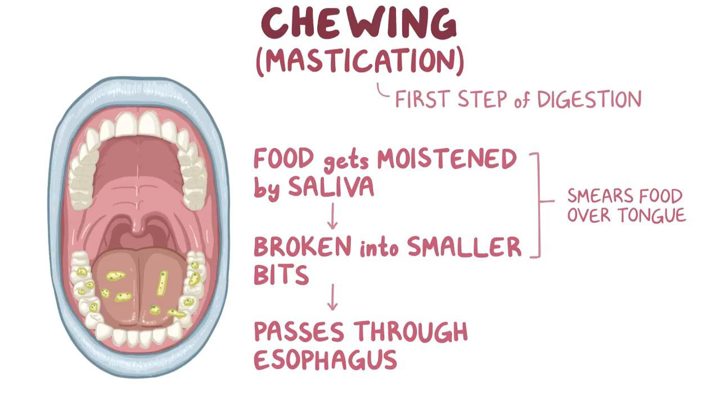 CHEWING
(MASTICATION)
FIRST STEP of DIGESTION
FOOD gets MOISTENED
by SALIVA
SMEARS FOOD
OVER TONGUE
BROKEN into SMALLER
BITS
PASSES THROUGH
ESOPHAGUS